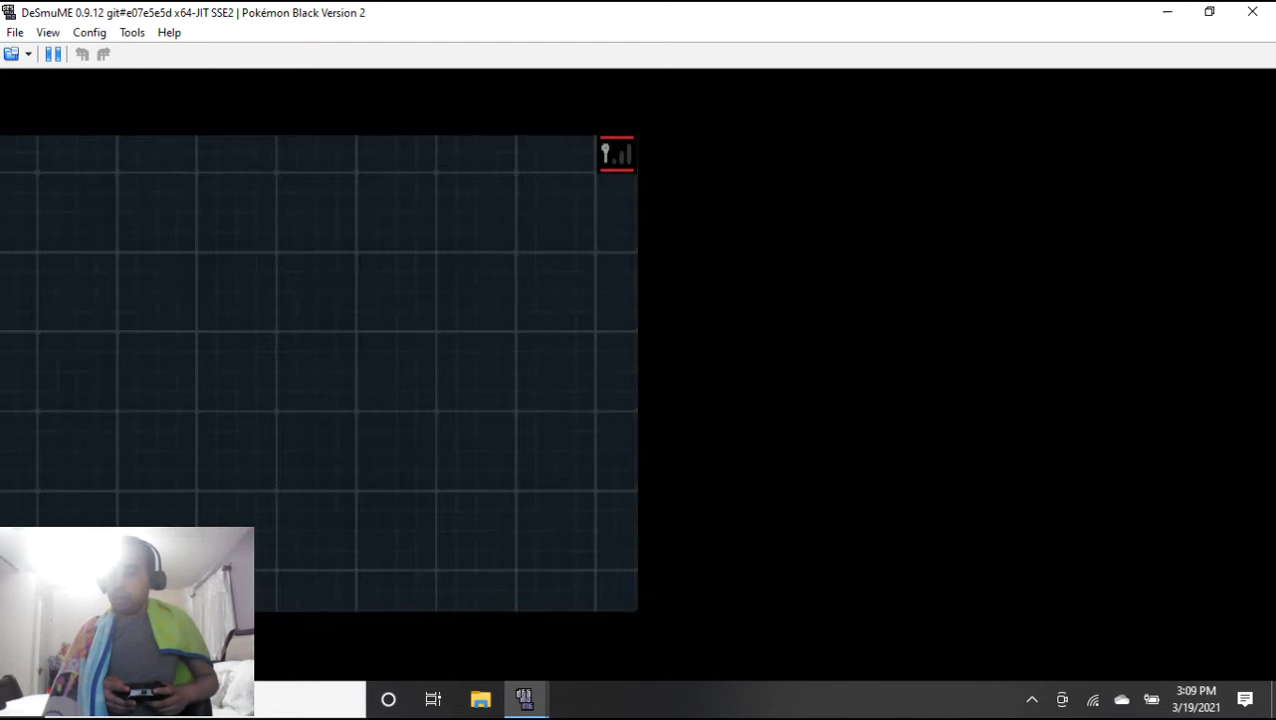 DeSmuME 0.9.12 git#e07e5e5d x64-JIT SSE2 | Pokémon Black Version 2
File View Config Tools Help
3:09 PM
3/19/2021